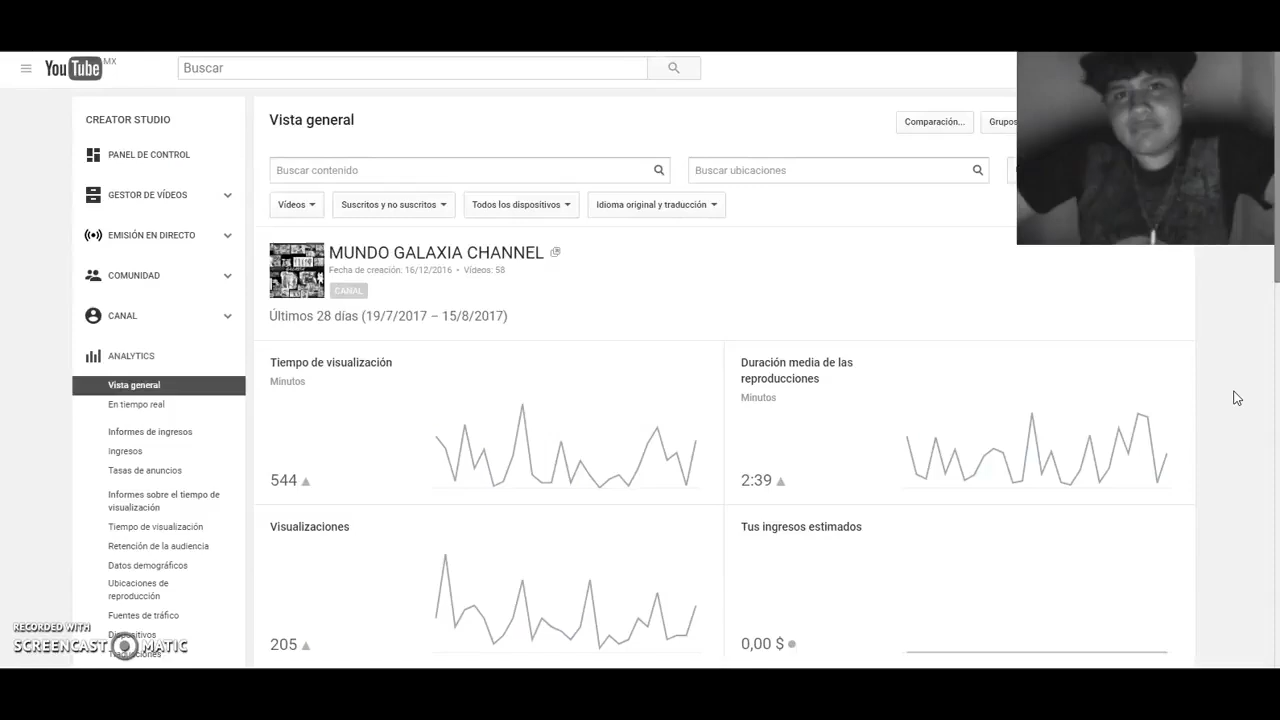 YouTube MX
Buscar
CREATOR STUDIO
PANEL DE CONTROL
GESTOR DE VÍDEOS
EMISIÓN EN DIRECTO
COMUNIDAD
CANAL
ANALYTICS
Vista general
En tiempo real
Informes de ingresos
Ingresos
Tasas de anuncios
Informes sobre el tiempo de
visualización
Tiempo de visualización
Retención de la audiencia
Datos demográficos
Ubicaciones de
reproducción
Fuentes de tráfico
Dispositivos
Traducciones
RECORDED WITH
SCREENCAST MATIC
Vista general
Comparación...
Grupos
Buscar contenido
Buscar ubicaciones
Vídeos
Suscritos y no suscritos
Todos los dispositivos
Idioma original y traducción
MUNDO GALAXIA CHANNEL
Fecha de creación: 16/12/2016 • Vídeos: 58
CANAL
Últimos 28 días (19/7/2017 – 15/8/2017)
Tiempo de visualización
Minutos
544
Duración media de las
reproducciones
Minutos
2:39
Visualizaciones
205
Tus ingresos estimados
0,00 $